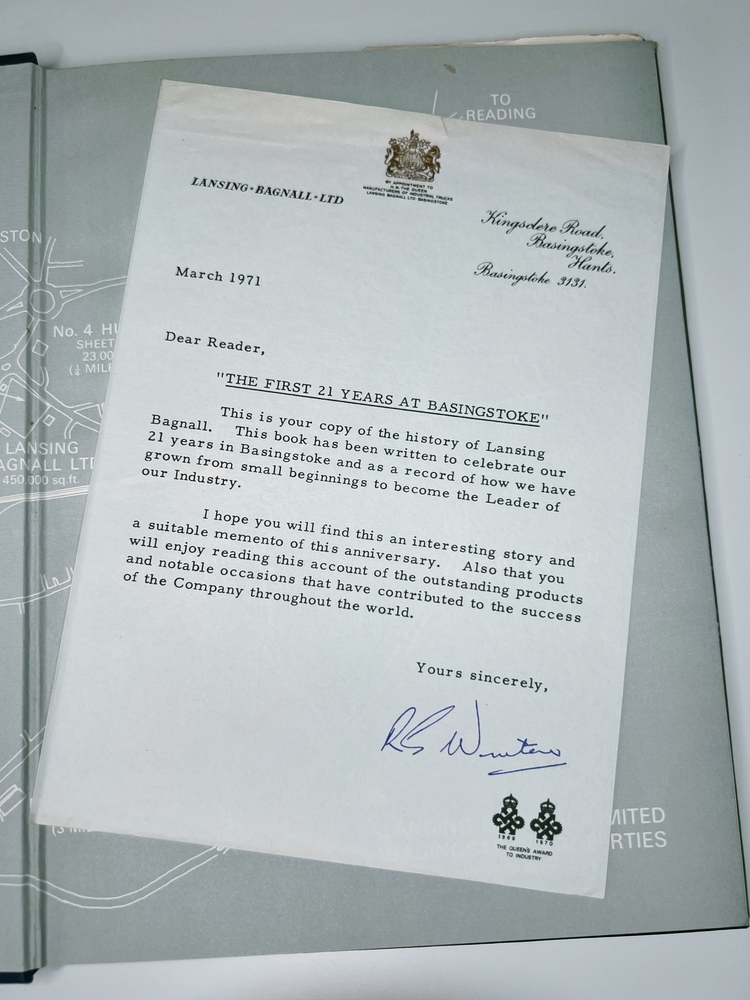 TO
READING
LANSING·BAGNALL·LTD
BY APPOINTMENT TO
H.M. THE QUEEN
MANUFACTURERS OF INDUSTRIAL TRUCKS
LANSING BAGNALL LTD BASINGSTOKE
Kingsclere Road,
Basingstoke,
Hants.
Basingstoke 3131.
March 1971
Dear Reader,
"THE FIRST 21 YEARS AT BASINGSTOKE"
This is your copy of the history of Lansing
Bagnall. This book has been written to celebrate our
21 years in Basingstoke and as a record of how we have
grown from small beginnings to become the Leader of
our Industry.
I hope you will find this an interesting story and
a suitable memento of this anniversary. Also that you
will enjoy reading this account of the outstanding products
and notable occasions that have contributed to the success
of the Company throughout the world.
Yours sincerely,
1969 1970
THE QUEEN'S AWARD
TO INDUSTRY
STON
No. 4 HU
SHEET
23,00
(¼ MILE
LANSING
AGNALL LTD
450,000 sq.ft.
MITED
RTIES